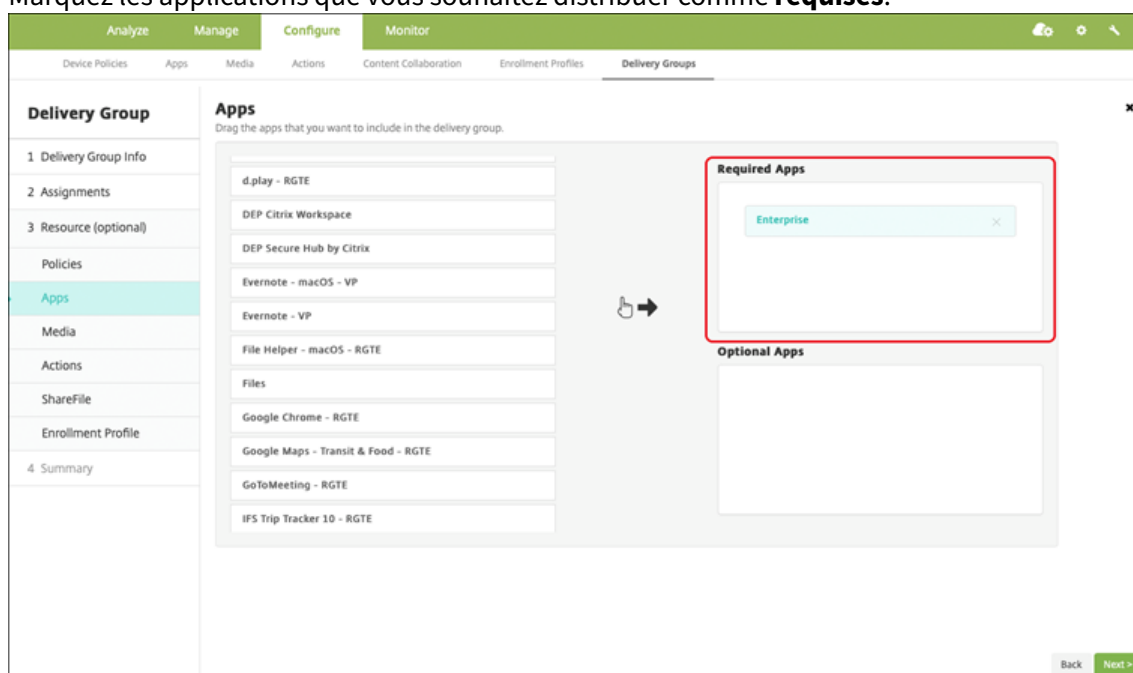 Marquez les applications que vous souhaitez distribuer comme requises.
Analyze Manage Configure Monitor
Device Policies Apps Media Actions Content Collaboration Enrollment Profiles Delivery Groups
Delivery Group
1 Delivery Group Info
2 Assignments
3 Resource (optional)
Policies
Apps
Media
Actions
ShareFile
Enrollment Profile
4 Summary
Apps
Drag the apps that you want to include in the delivery group.
d.play - RGTE
DEP Citrix Workspace
DEP Secure Hub by Citrix
Evernote - macOS - VP
Evernote - VP
File Helper - macOS - RGTE
Files
Google Chrome - RGTE
Google Maps - Transit & Food - RGTE
GoToMeeting - RGTE
IFS Trip Tracker 10 - RGTE
Required Apps
Enterprise
Optional Apps
Back Next >